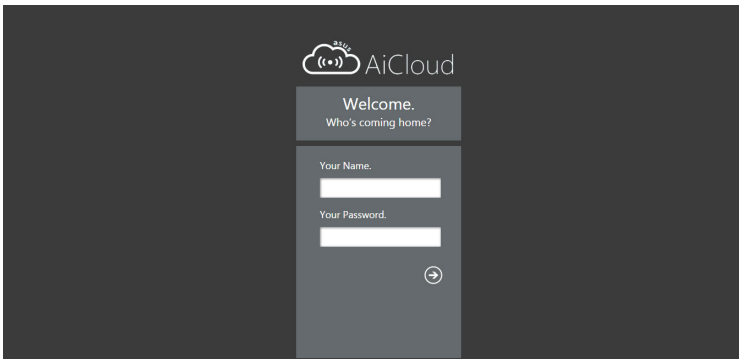 asus
AiCloud
Welcome.
Who's coming home?
Your Name.
Your Password.